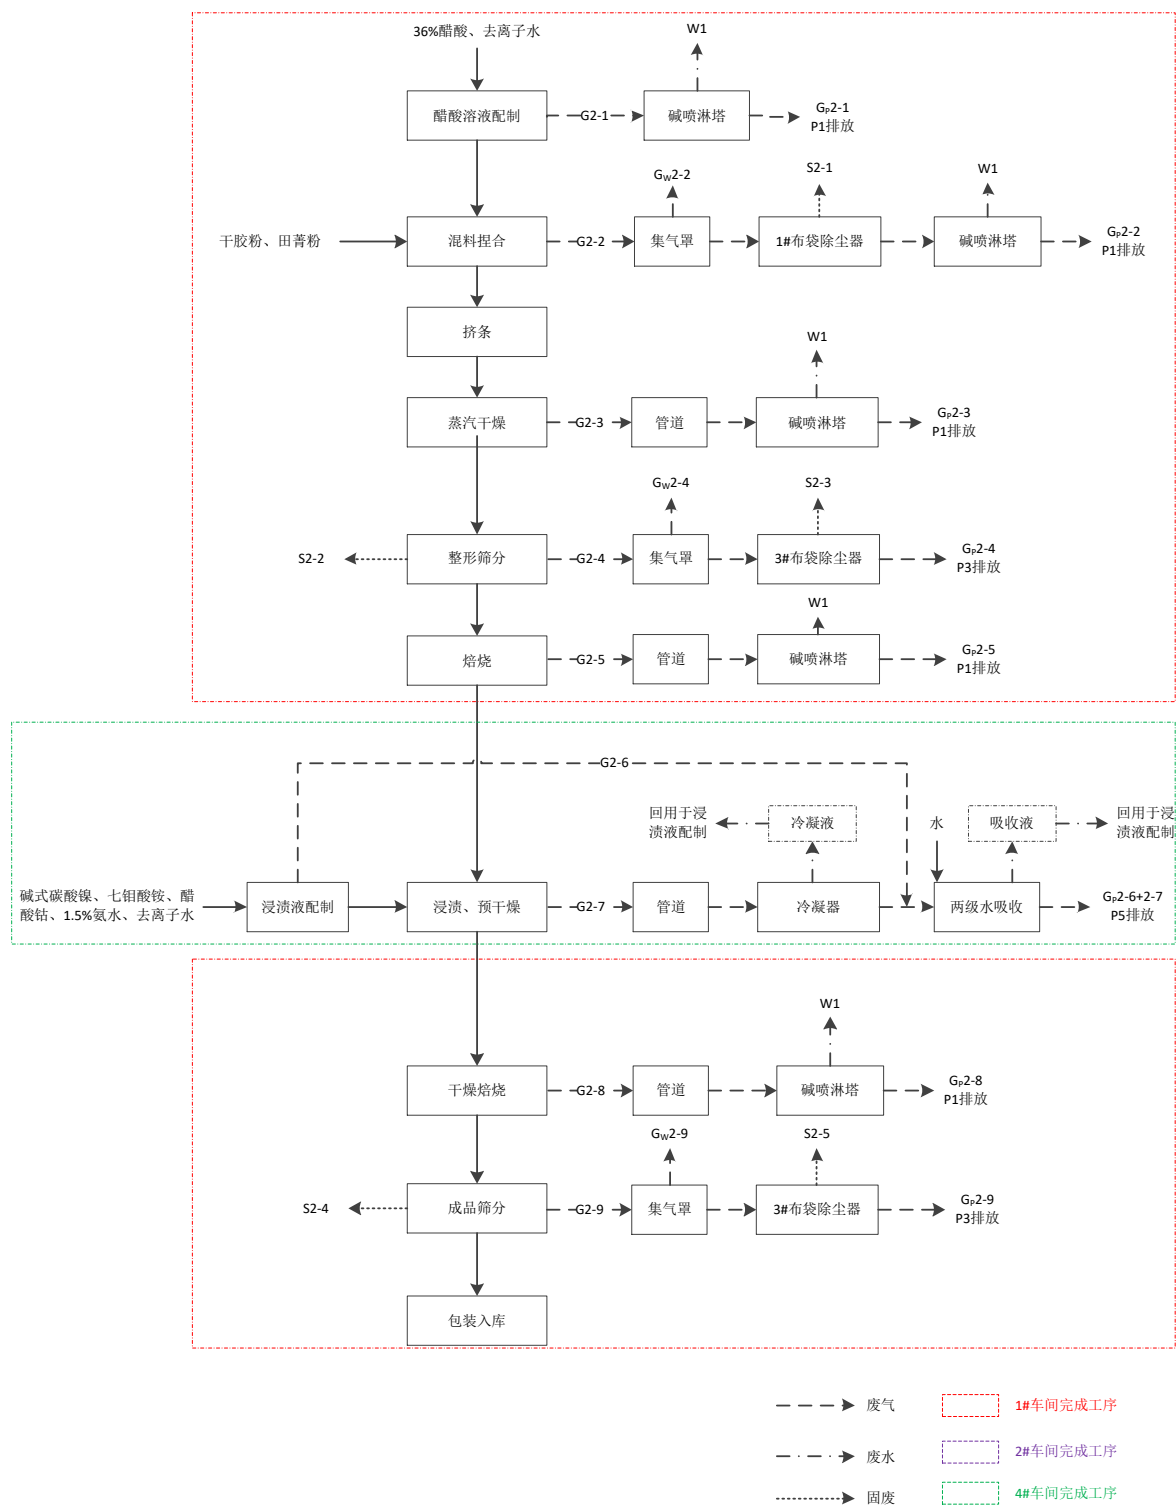 36%醋酸、去离子水
W1
醋酸溶液配制
G2-1
碱喷淋塔
GP2-1
P1排放
GW2-2
S2-1
W1
干胶粉、田菁粉
混料捏合
G2-2
集气罩
1#布袋除尘器
碱喷淋塔
GP2-2
P1排放
挤条
W1
蒸汽干燥
G2-3
管道
碱喷淋塔
GP2-3
P1排放
GW2-4
S2-3
S2-2
整形筛分
G2-4
集气罩
3#布袋除尘器
GP2-4
P3排放
W1
焙烧
G2-5
管道
碱喷淋塔
GP2-5
P1排放
G2-6
回用于浸
渍液配制
冷凝液
水
吸收液
回用于浸
渍液配制
碱式碳酸镍、七钼酸铵、醋
酸钴、1.5%氨水、去离子水
浸渍液配制
浸渍、预干燥
G2-7
管道
冷凝器
两级水吸收
GP2-6+2-7
P5排放
W1
干燥焙烧
G2-8
管道
碱喷淋塔
GP2-8
P1排放
GW2-9
S2-5
S2-4
成品筛分
G2-9
集气罩
3#布袋除尘器
GP2-9
P3排放
包装入库
废气
1#车间完成工序
废水
2#车间完成工序
固废
4#车间完成工序